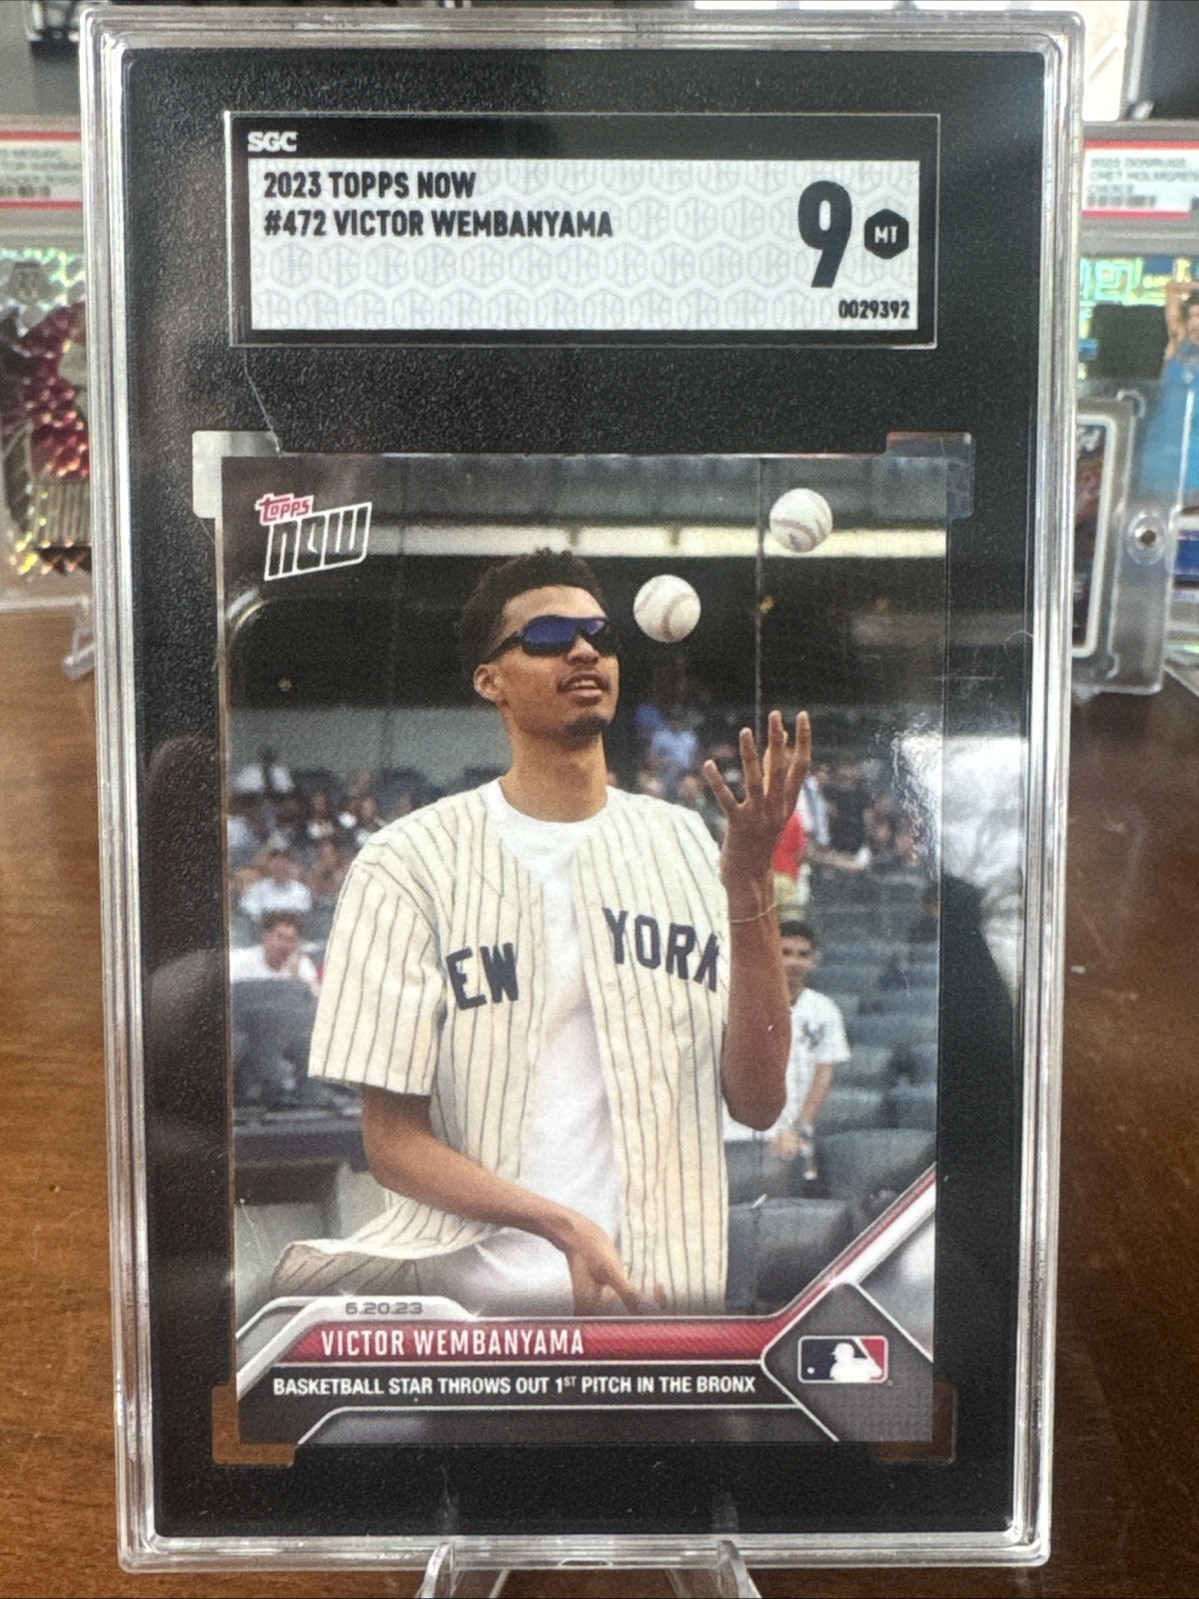 SGC
2023 TOPPS NOW
#472 VICTOR WEMBANYAMA
9
MT
0029392
topps
now
EW YORK
6.20.23
VICTOR WEMBANYAMA
BASKETBALL STAR THROWS OUT 1ST PITCH IN THE BRONX